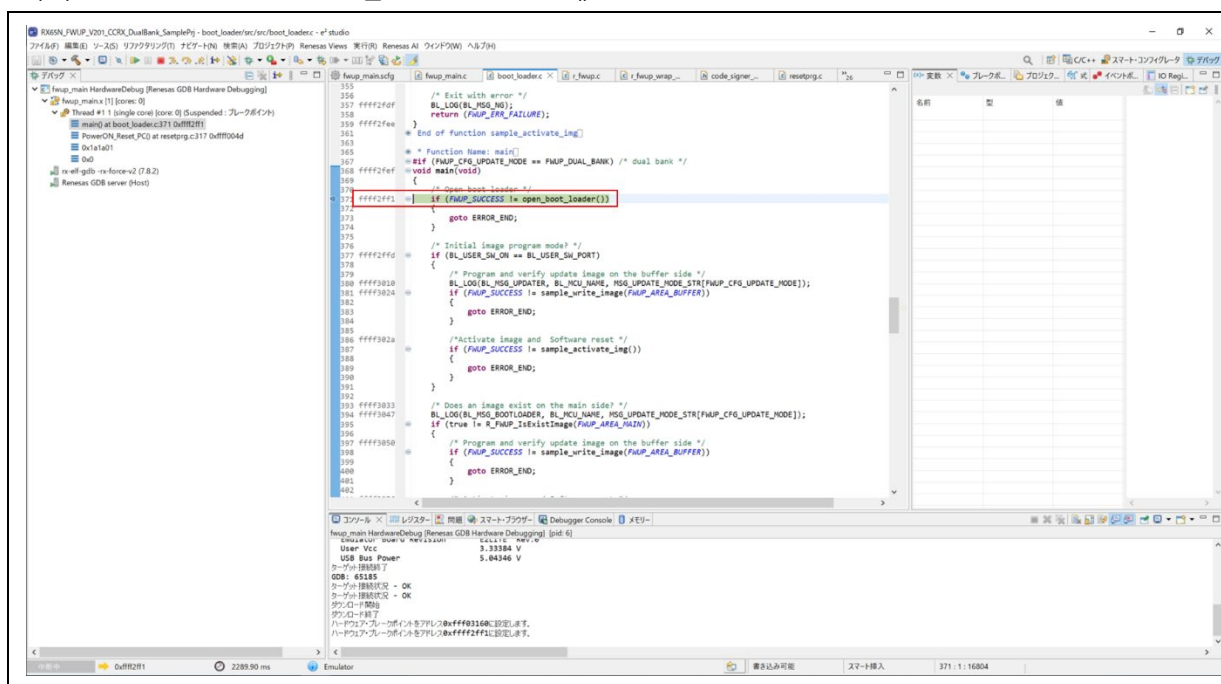 RX65N_FWUP_V201_CCRX_DualBank_SamplePrj - boot_loader/src/src/boot_loader.c - e² studio
ファイル(F) 編集(E) ソース(S) リファクタリング(T) ナビゲート(N) 検索(A) プロジェクト(P) Renesas Views 実行(R) Renesas AI ウィンドウ(W) ヘルプ(H)
C/C++ スマート・コンフィグレータ デバッグ
デバッグ
fwup_main HardwareDebug [Renesas GDB Hardware Debugging]
fwup_main.x [1] [cores: 0]
Thread #1 1 (single core) [core: 0] (Suspended : ブレークポイント)
main() at boot_loader.c:371 0xffff2ff1
PowerON_Reset_PC() at resetprg.c:317 0xfff0004d
0x1a1a01
0x0
rx-elf-gdb -rx-force-v2 (7.8.2)
Renesas GDB server (Host)
fwup_main.scfg fwup_main.c boot_loader.c r_fwup.c r_fwup_wrap_... code_signer_... resetprg.c »26
355
356 /* Exit with error */
357 ffff2fdf BL_LOG(BL_MSG_NG);
358 return (FWUP_ERR_FAILURE);
359 ffff2fee }
361 End of function sample_activate_img
363
365 * Function Name: main
367 #if (FWUP_CFG_UPDATE_MODE == FWUP_DUAL_BANK) /* dual bank */
368 ffff2fef void main(void)
369 {
370 /* Open boot loader */
371 ffff2ff1 if (FWUP_SUCCESS != open_boot_loader())
372 {
373 goto ERROR_END;
374 }
375
376 /* Initial image program mode? */
377 ffff2ffd if (BL_USER_SW_ON == BL_USER_SW_PORT)
378 {
379 /* Program and verify update image on the buffer side */
380 ffff3010 BL_LOG(BL_MSG_UPDATER, BL_MCU_NAME, MSG_UPDATE_MODE_STR[FWUP_CFG_UPDATE_MODE]);
381 ffff3024 if (FWUP_SUCCESS != sample_write_image(FWUP_AREA_BUFFER))
382 {
383 goto ERROR_END;
384 }
385
386 ffff302a /*Activate image and Software reset */
387 if (FWUP_SUCCESS != sample_activate_img())
388 {
389 goto ERROR_END;
390 }
391 }
392
393 ffff3033 /* Does an image exist on the main side? */
394 ffff3047 BL_LOG(BL_MSG_BOOTLOADER, BL_MCU_NAME, MSG_UPDATE_MODE_STR[FWUP_CFG_UPDATE_MODE]);
395 if (true != R_FWUP_IsExistImage(FWUP_AREA_MAIN))
396 {
397 ffff3050 /* Program and verify update image on the buffer side */
398 if (FWUP_SUCCESS != sample_write_image(FWUP_AREA_BUFFER))
399 {
400 goto ERROR_END;
401 }
402
変数 ブレークポ... プロジェク... 式 イベントポ... IO Regi...
名前 型 値
コンソール レジスター 問題 スマート・ブラウザー Debugger Console メモリー
fwup_main HardwareDebug [Renesas GDB Hardware Debugging] [pid: 6]
User Vcc 3.33384 V
USB Bus Power 5.04346 V
ターゲット接続終了
GDB: 65185
ターゲット接続状況 - OK
ターゲット接続状況 - OK
ダウンロード開始
ダウンロード終了
ハードウェア・ブレークポイントをアドレス0xfff03160に設定します。
ハードウェア・ブレークポイントをアドレス0xffff2ff1に設定します。
中断中 0xffff2ff1 2289.90 ms Emulator 書き込み可能 スマート挿入 371 : 1 : 16804